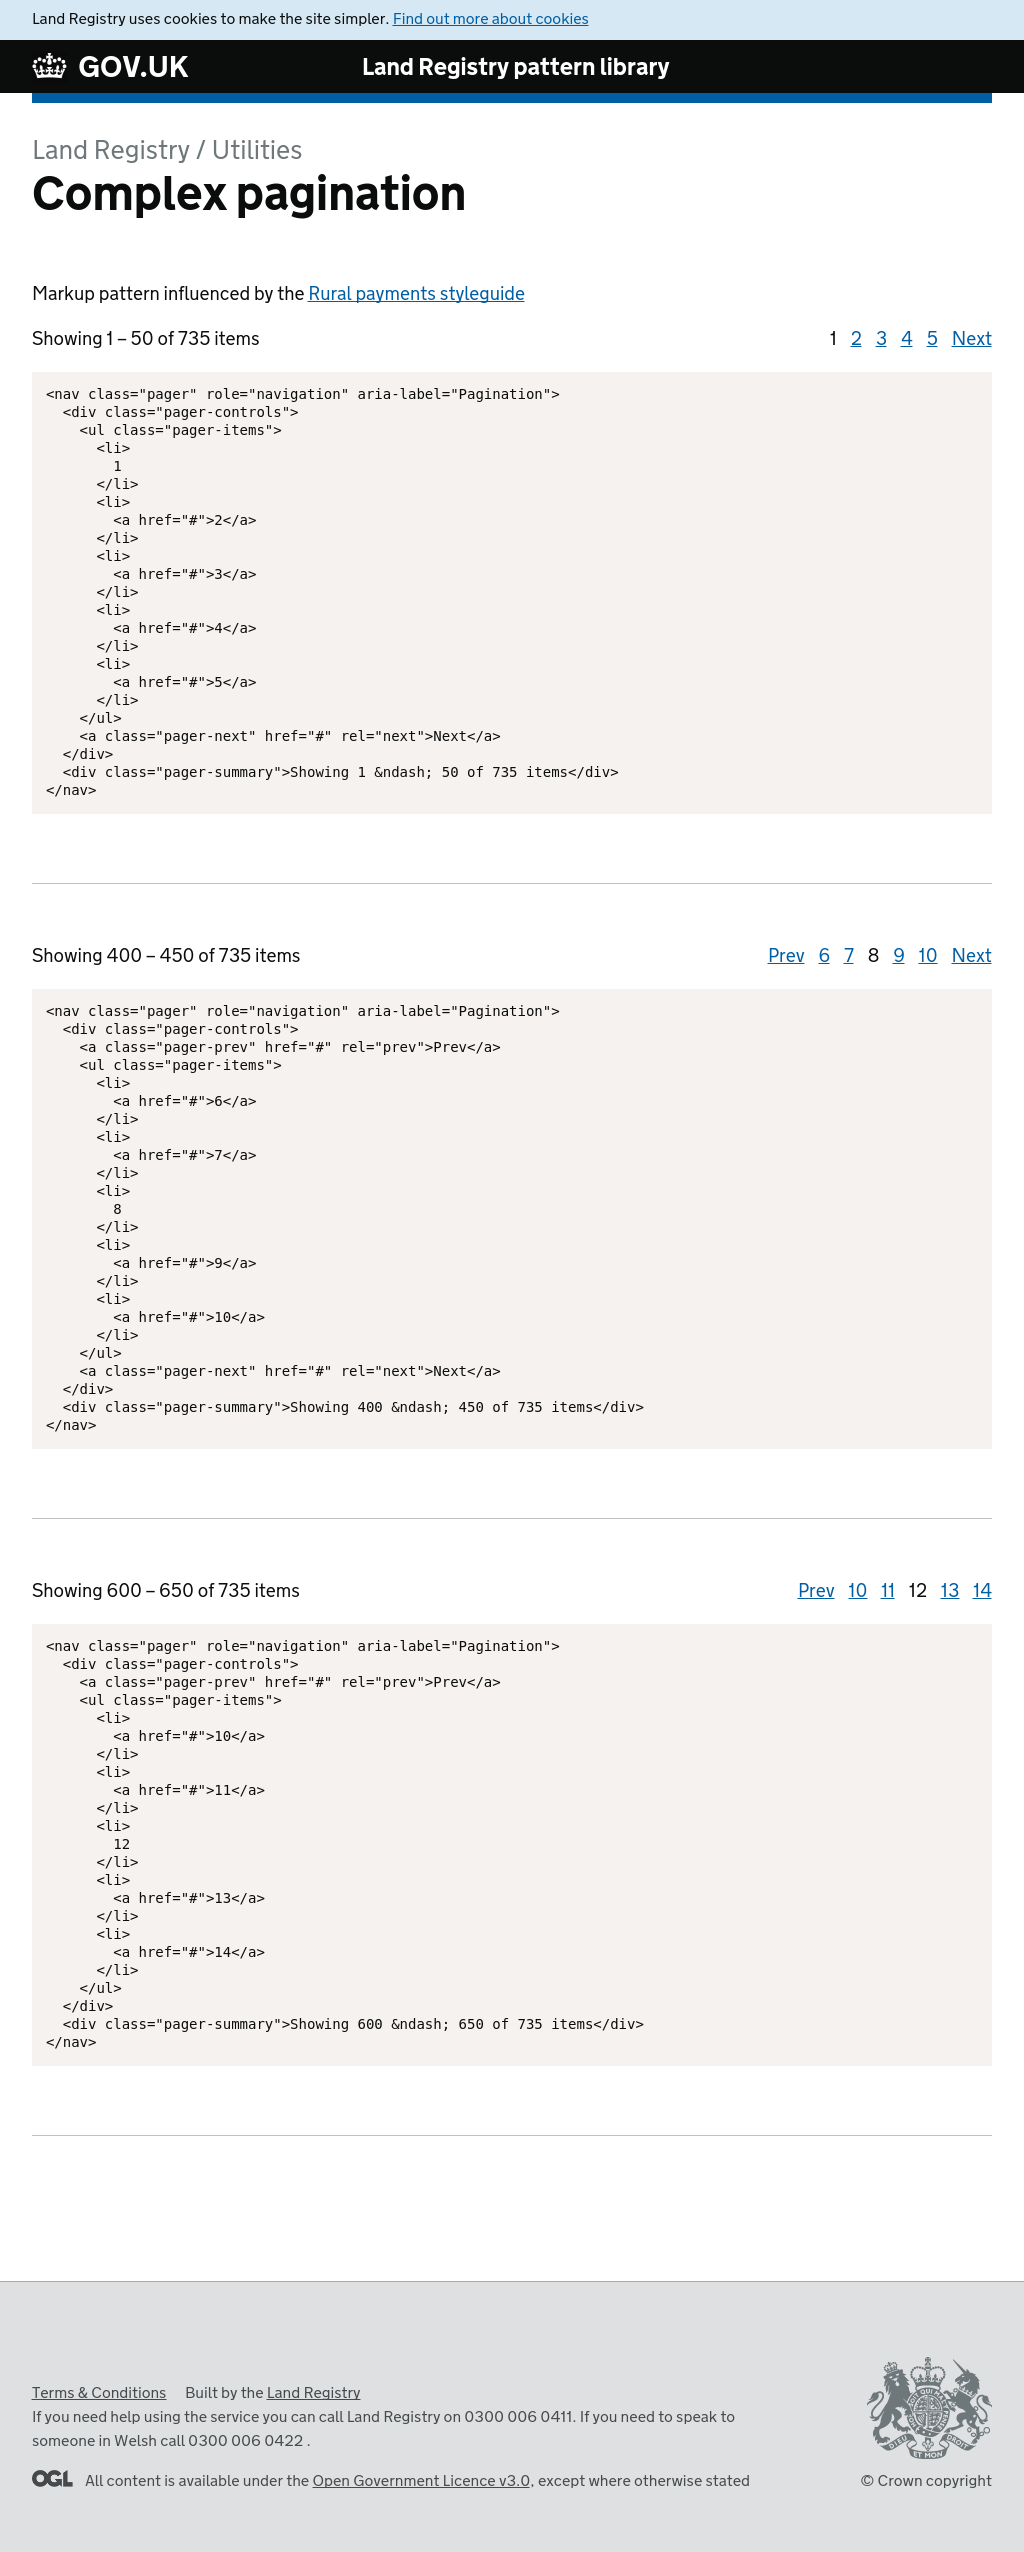 Land Registry uses cookies to make the site simpler. Find out more about cookies
GOV.UK
Land Registry pattern library
Land Registry / Utilities
Complex pagination
Markup pattern influenced by the Rural payments styleguide
Showing 1 – 50 of 735 items
1 2 3 4 5 Next
<nav class="pager" role="navigation" aria-label="Pagination">
  <div class="pager-controls">
    <ul class="pager-items">
      <li>
        1
      </li>
      <li>
        <a href="#">2</a>
      </li>
      <li>
        <a href="#">3</a>
      </li>
      <li>
        <a href="#">4</a>
      </li>
      <li>
        <a href="#">5</a>
      </li>
    </ul>
    <a class="pager-next" href="#" rel="next">Next</a>
  </div>
  <div class="pager-summary">Showing 1 &ndash; 50 of 735 items</div>
</nav>
Showing 400 – 450 of 735 items
Prev 6 7 8 9 10 Next
<nav class="pager" role="navigation" aria-label="Pagination">
  <div class="pager-controls">
    <a class="pager-prev" href="#" rel="prev">Prev</a>
    <ul class="pager-items">
      <li>
        <a href="#">6</a>
      </li>
      <li>
        <a href="#">7</a>
      </li>
      <li>
        8
      </li>
      <li>
        <a href="#">9</a>
      </li>
      <li>
        <a href="#">10</a>
      </li>
    </ul>
    <a class="pager-next" href="#" rel="next">Next</a>
  </div>
  <div class="pager-summary">Showing 400 &ndash; 450 of 735 items</div>
</nav>
Showing 600 – 650 of 735 items
Prev 10 11 12 13 14
<nav class="pager" role="navigation" aria-label="Pagination">
  <div class="pager-controls">
    <a class="pager-prev" href="#" rel="prev">Prev</a>
    <ul class="pager-items">
      <li>
        <a href="#">10</a>
      </li>
      <li>
        <a href="#">11</a>
      </li>
      <li>
        12
      </li>
      <li>
        <a href="#">13</a>
      </li>
      <li>
        <a href="#">14</a>
      </li>
    </ul>
  </div>
  <div class="pager-summary">Showing 600 &ndash; 650 of 735 items</div>
</nav>
Terms & Conditions Built by the Land Registry
If you need help using the service you can call Land Registry on 0300 006 0411. If you need to speak to
someone in Welsh call 0300 006 0422 .
DIEU ET MON DROIT
OGL All content is available under the Open Government Licence v3.0, except where otherwise stated
© Crown copyright